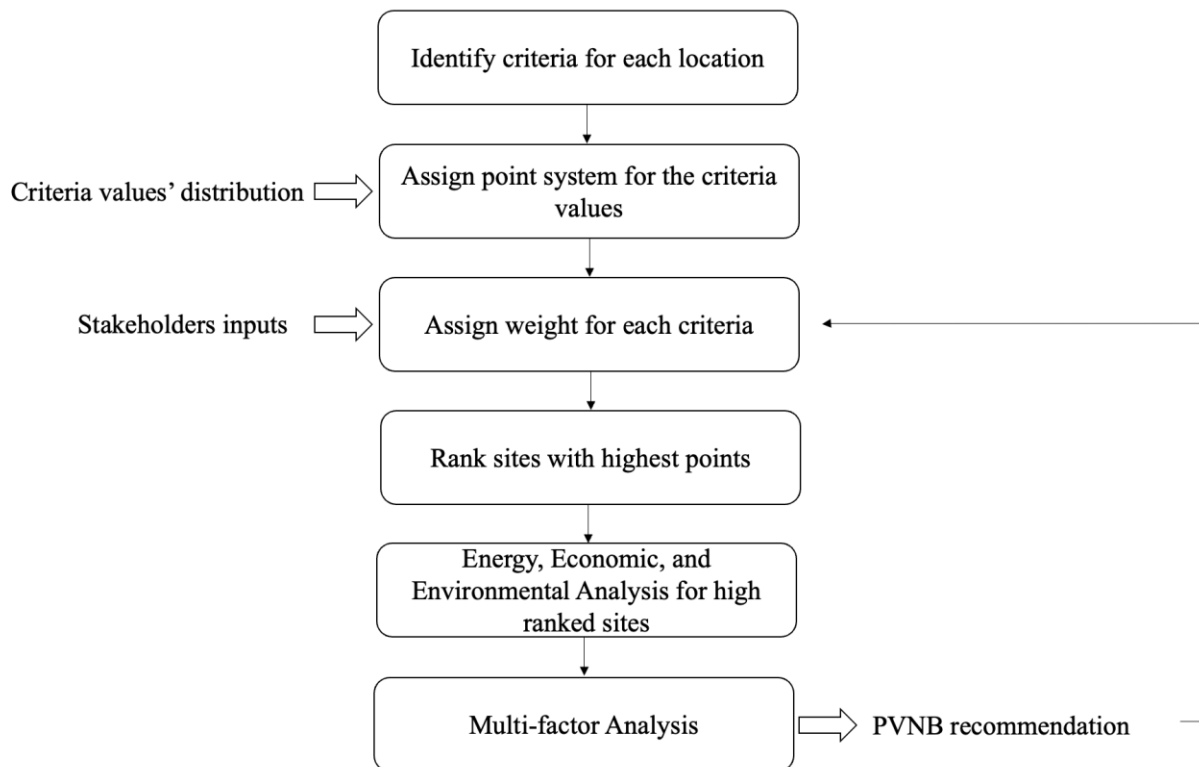 Identify criteria for each location
Criteria values’ distribution
Assign point system for the criteria
values
Stakeholders inputs
Assign weight for each criteria
Rank sites with highest points
Energy, Economic, and
Environmental Analysis for high
ranked sites
Multi-factor Analysis
PVNB recommendation